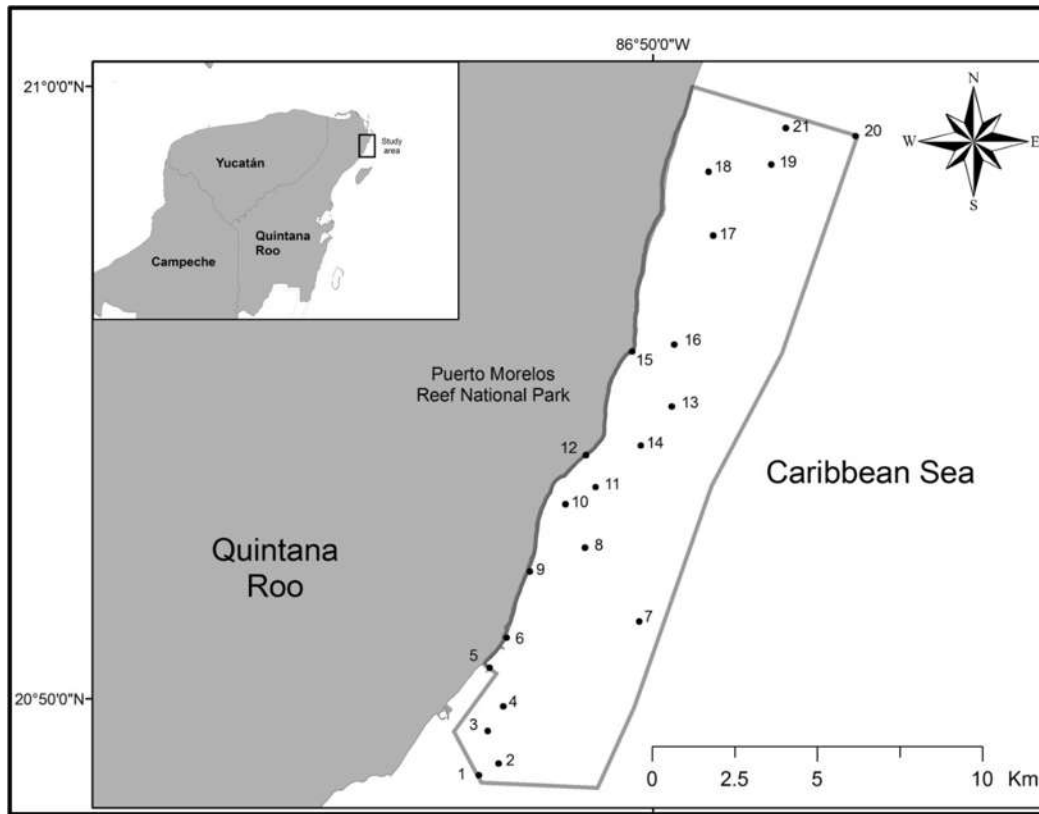 86°50'0"W
21°0'0"N
N
W
E
S
Study
area
Yucatán
Quintana
Roo
Campeche
21
20
18
19
17
16
15
Puerto Morelos
Reef National Park
13
14
12
Caribbean Sea
11
10
Quintana
Roo
8
9
7
6
5
20°50'0"N
4
3
2
1
0
2.5
5
10
Km